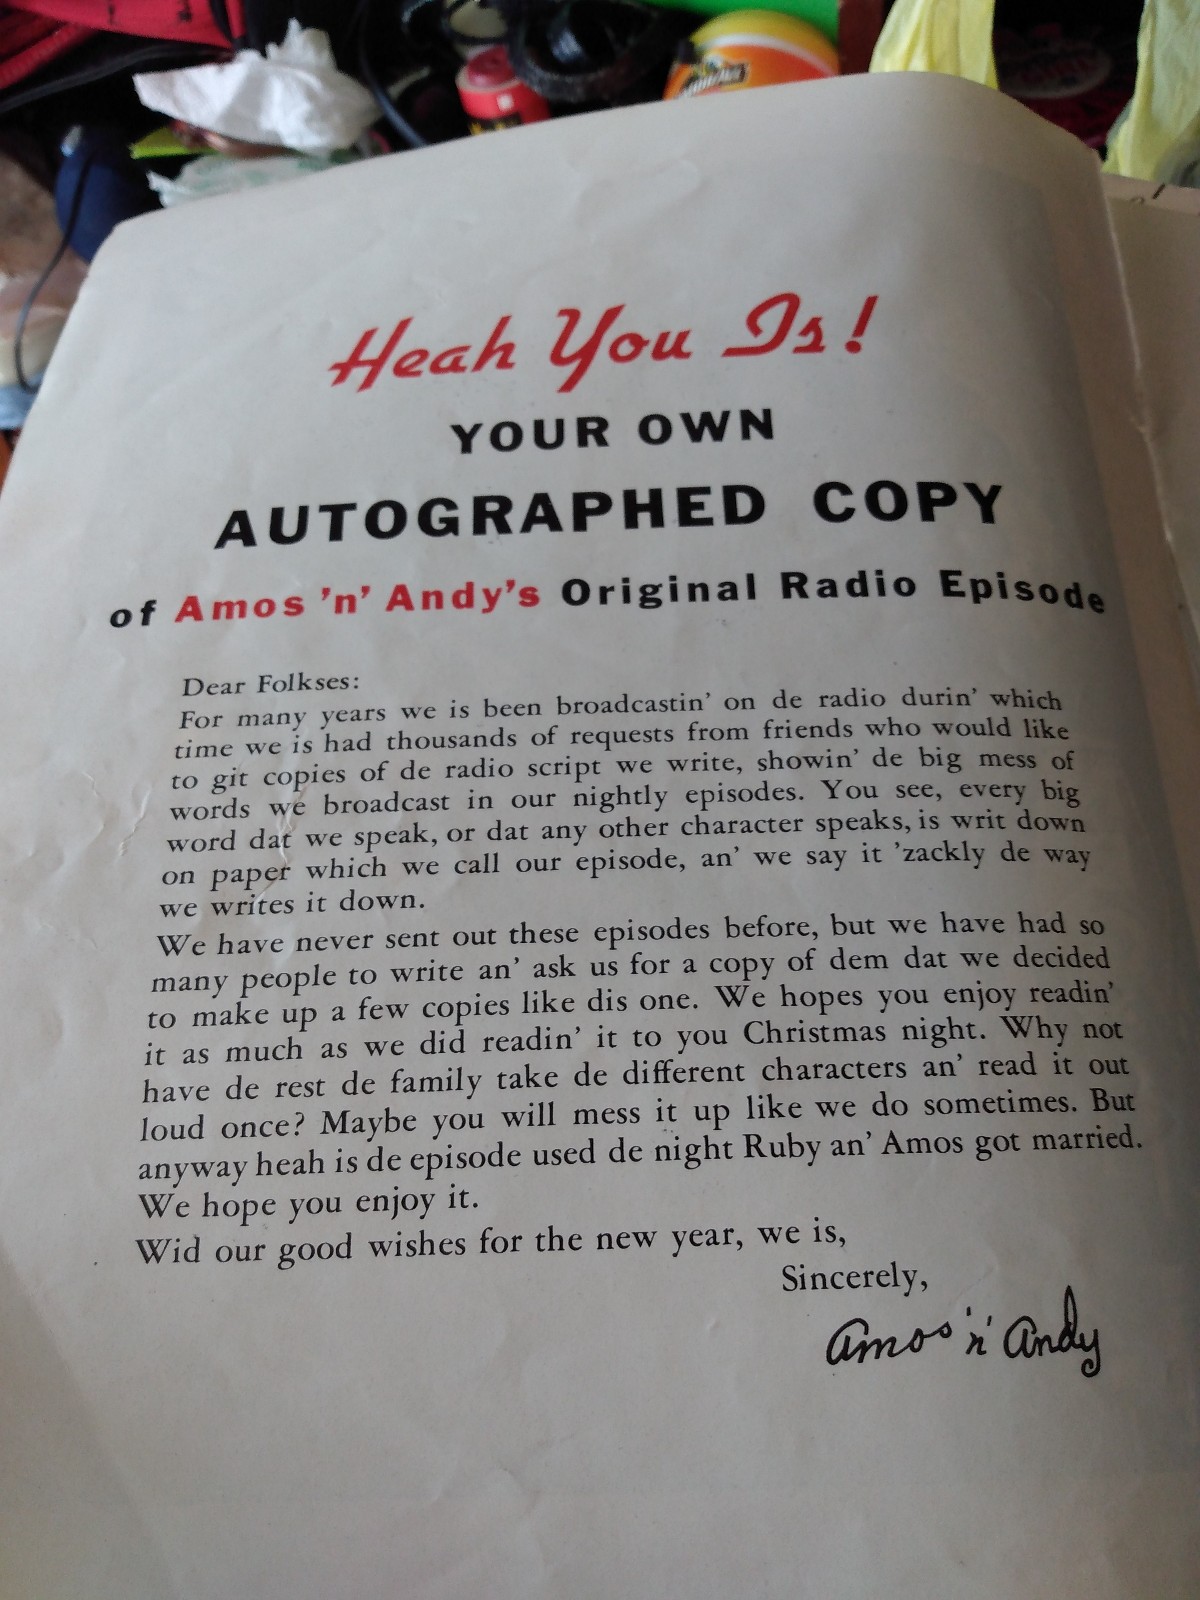 Heah You Is!
YOUR OWN
AUTOGRAPHED COPY
of Amos 'n' Andy's Original Radio Episode
Dear Folkses:
For many years we is been broadcastin' on de radio durin' which
time we is had thousands of requests from friends who would like
to git copies of de radio script we write, showin' de big mess of
words we broadcast in our nightly episodes. You see, every big
word dat we speak, or dat any other character speaks, is writ down
on paper which we call our episode, an' we say it 'zackly de way
we writes it down.
We have never sent out these episodes before, but we have had so
many people to write an' ask us for a copy of dem dat we decided
to make up a few copies like dis one. We hopes you enjoy readin'
it as much as we did readin' it to you Christmas night. Why not
have de rest de family take de different characters an' read it out
loud once? Maybe you will mess it up like we do sometimes. But
anyway heah is de episode used de night Ruby an' Amos got married.
We hope you enjoy it.
Wid our good wishes for the new year, we is,
Sincerely,
Amos 'n' Andy